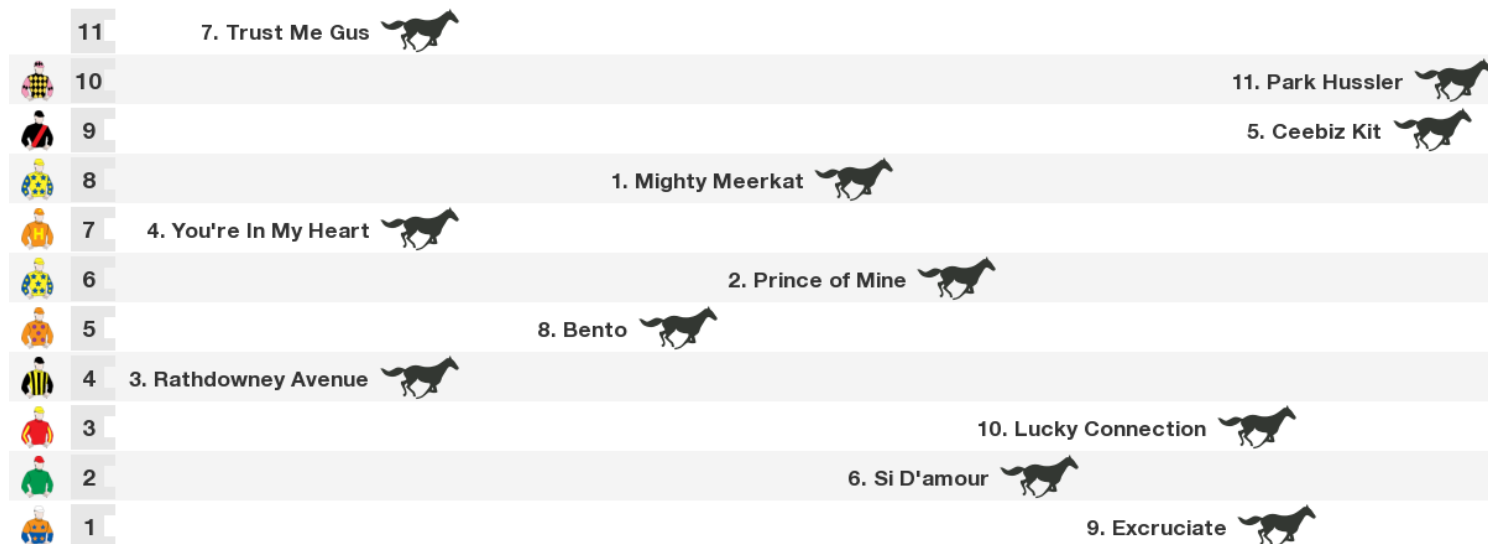 11 7. Trust Me Gus
10 11. Park Hussler
9 5. Ceebiz Kit
8 1. Mighty Meerkat
7 4. You're In My Heart
H
6 2. Prince of Mine
5 8. Bento
4 3. Rathdowney Avenue
3 10. Lucky Connection
2 6. Si D'amour
1 9. Excruciate